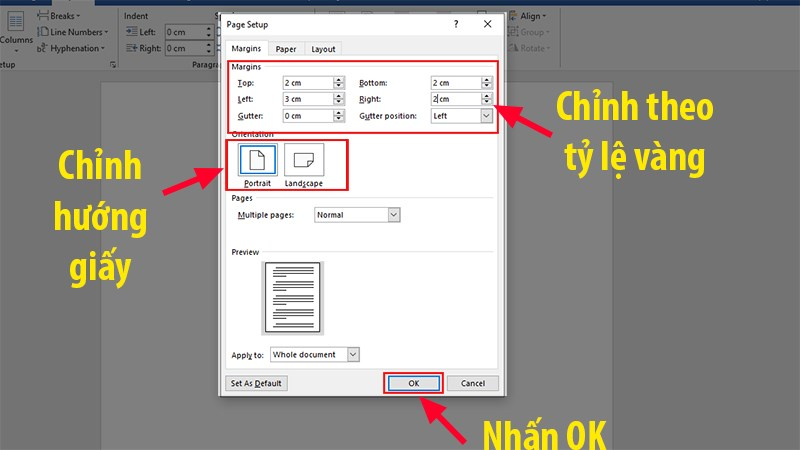 Breaks
Indent
Sp
Align
Columns
Line Numbers
Left: 0 cm
Group
Hyphenation
Right: 0 cm
Rotate
etup
Paragrap
Page Setup
? ×
Margins Paper Layout
Margins
Top: 2 cm Bottom: 2 cm
Left: 3 cm Right: 2 cm
Gutter: 0 cm Gutter position: Left
Orientation
Portrait Landscape
Pages
Multiple pages: Normal
Preview
Apply to: Whole document
Set As Default OK Cancel
Chỉnh
hướng
giấy
Chỉnh theo
tỷ lệ vàng
Nhấn OK